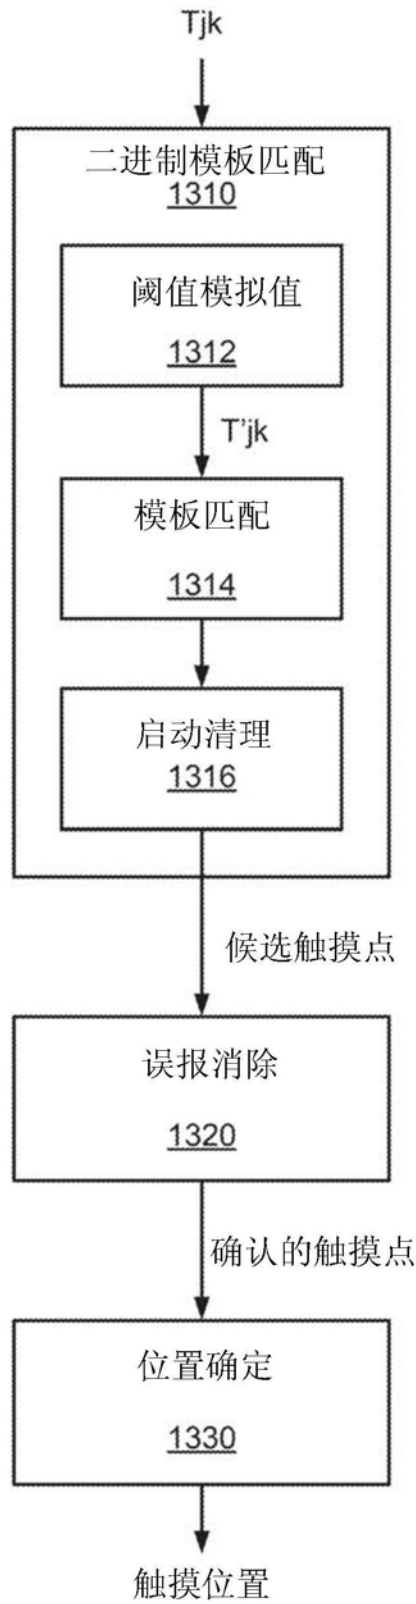 Tjk
二进制模板匹配
1310
阈值模拟值
1312
T'jk
模板匹配
1314
启动清理
1316
候选触摸点
误报消除
1320
确认的触摸点
位置确定
1330
触摸位置